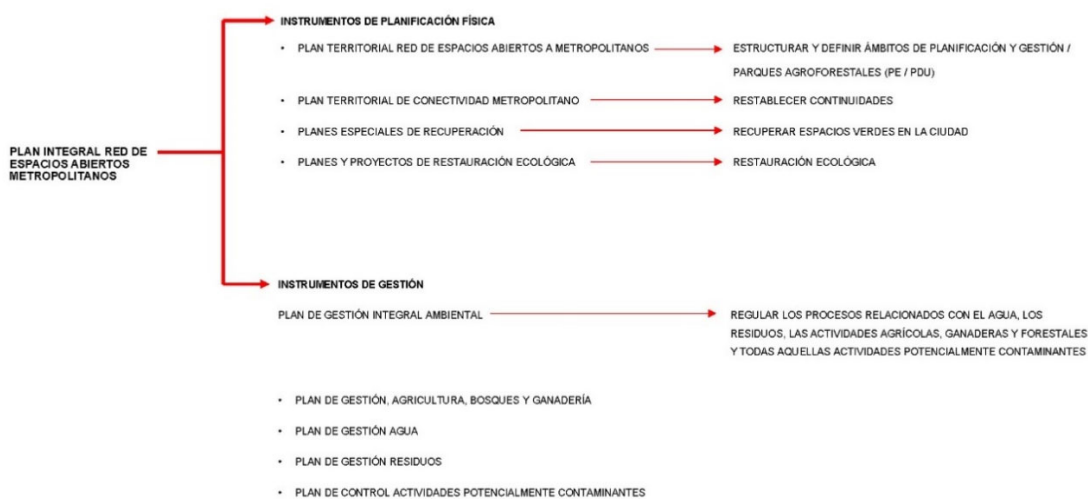 INSTRUMENTOS DE PLANIFICACIÓN FÍSICA
• PLAN TERRITORIAL RED DE ESPACIOS ABIERTOS A METROPOLITANOS
ESTRUCTURAR Y DEFINIR ÁMBITOS DE PLANIFICACIÓN Y GESTIÓN /
PARQUES AGROFORESTALES (PE / PDU)
• PLAN TERRITORIAL DE CONECTIVIDAD METROPOLITANO
RESTABLECER CONTINUIDADES
• PLANES ESPECIALES DE RECUPERACIÓN
RECUPERAR ESPACIOS VERDES EN LA CIUDAD
• PLANES Y PROYECTOS DE RESTAURACIÓN ECOLÓGICA
RESTAURACIÓN ECOLÓGICA
PLAN INTEGRAL RED DE
ESPACIOS ABIERTOS
METROPOLITANOS
INSTRUMENTOS DE GESTIÓN
PLAN DE GESTIÓN INTEGRAL AMBIENTAL
REGULAR LOS PROCESOS RELACIONADOS CON EL AGUA, LOS
RESIDUOS, LAS ACTIVIDADES AGRÍCOLAS, GANADERAS Y FORESTALES
Y TODAS AQUELLAS ACTIVIDADES POTENCIALMENTE CONTAMINANTES
• PLAN DE GESTIÓN, AGRICULTURA, BOSQUES Y GANADERÍA
• PLAN DE GESTIÓN AGUA
• PLAN DE GESTIÓN RESIDUOS
• PLAN DE CONTROL ACTIVIDADES POTENCIALMENTE CONTAMINANTES